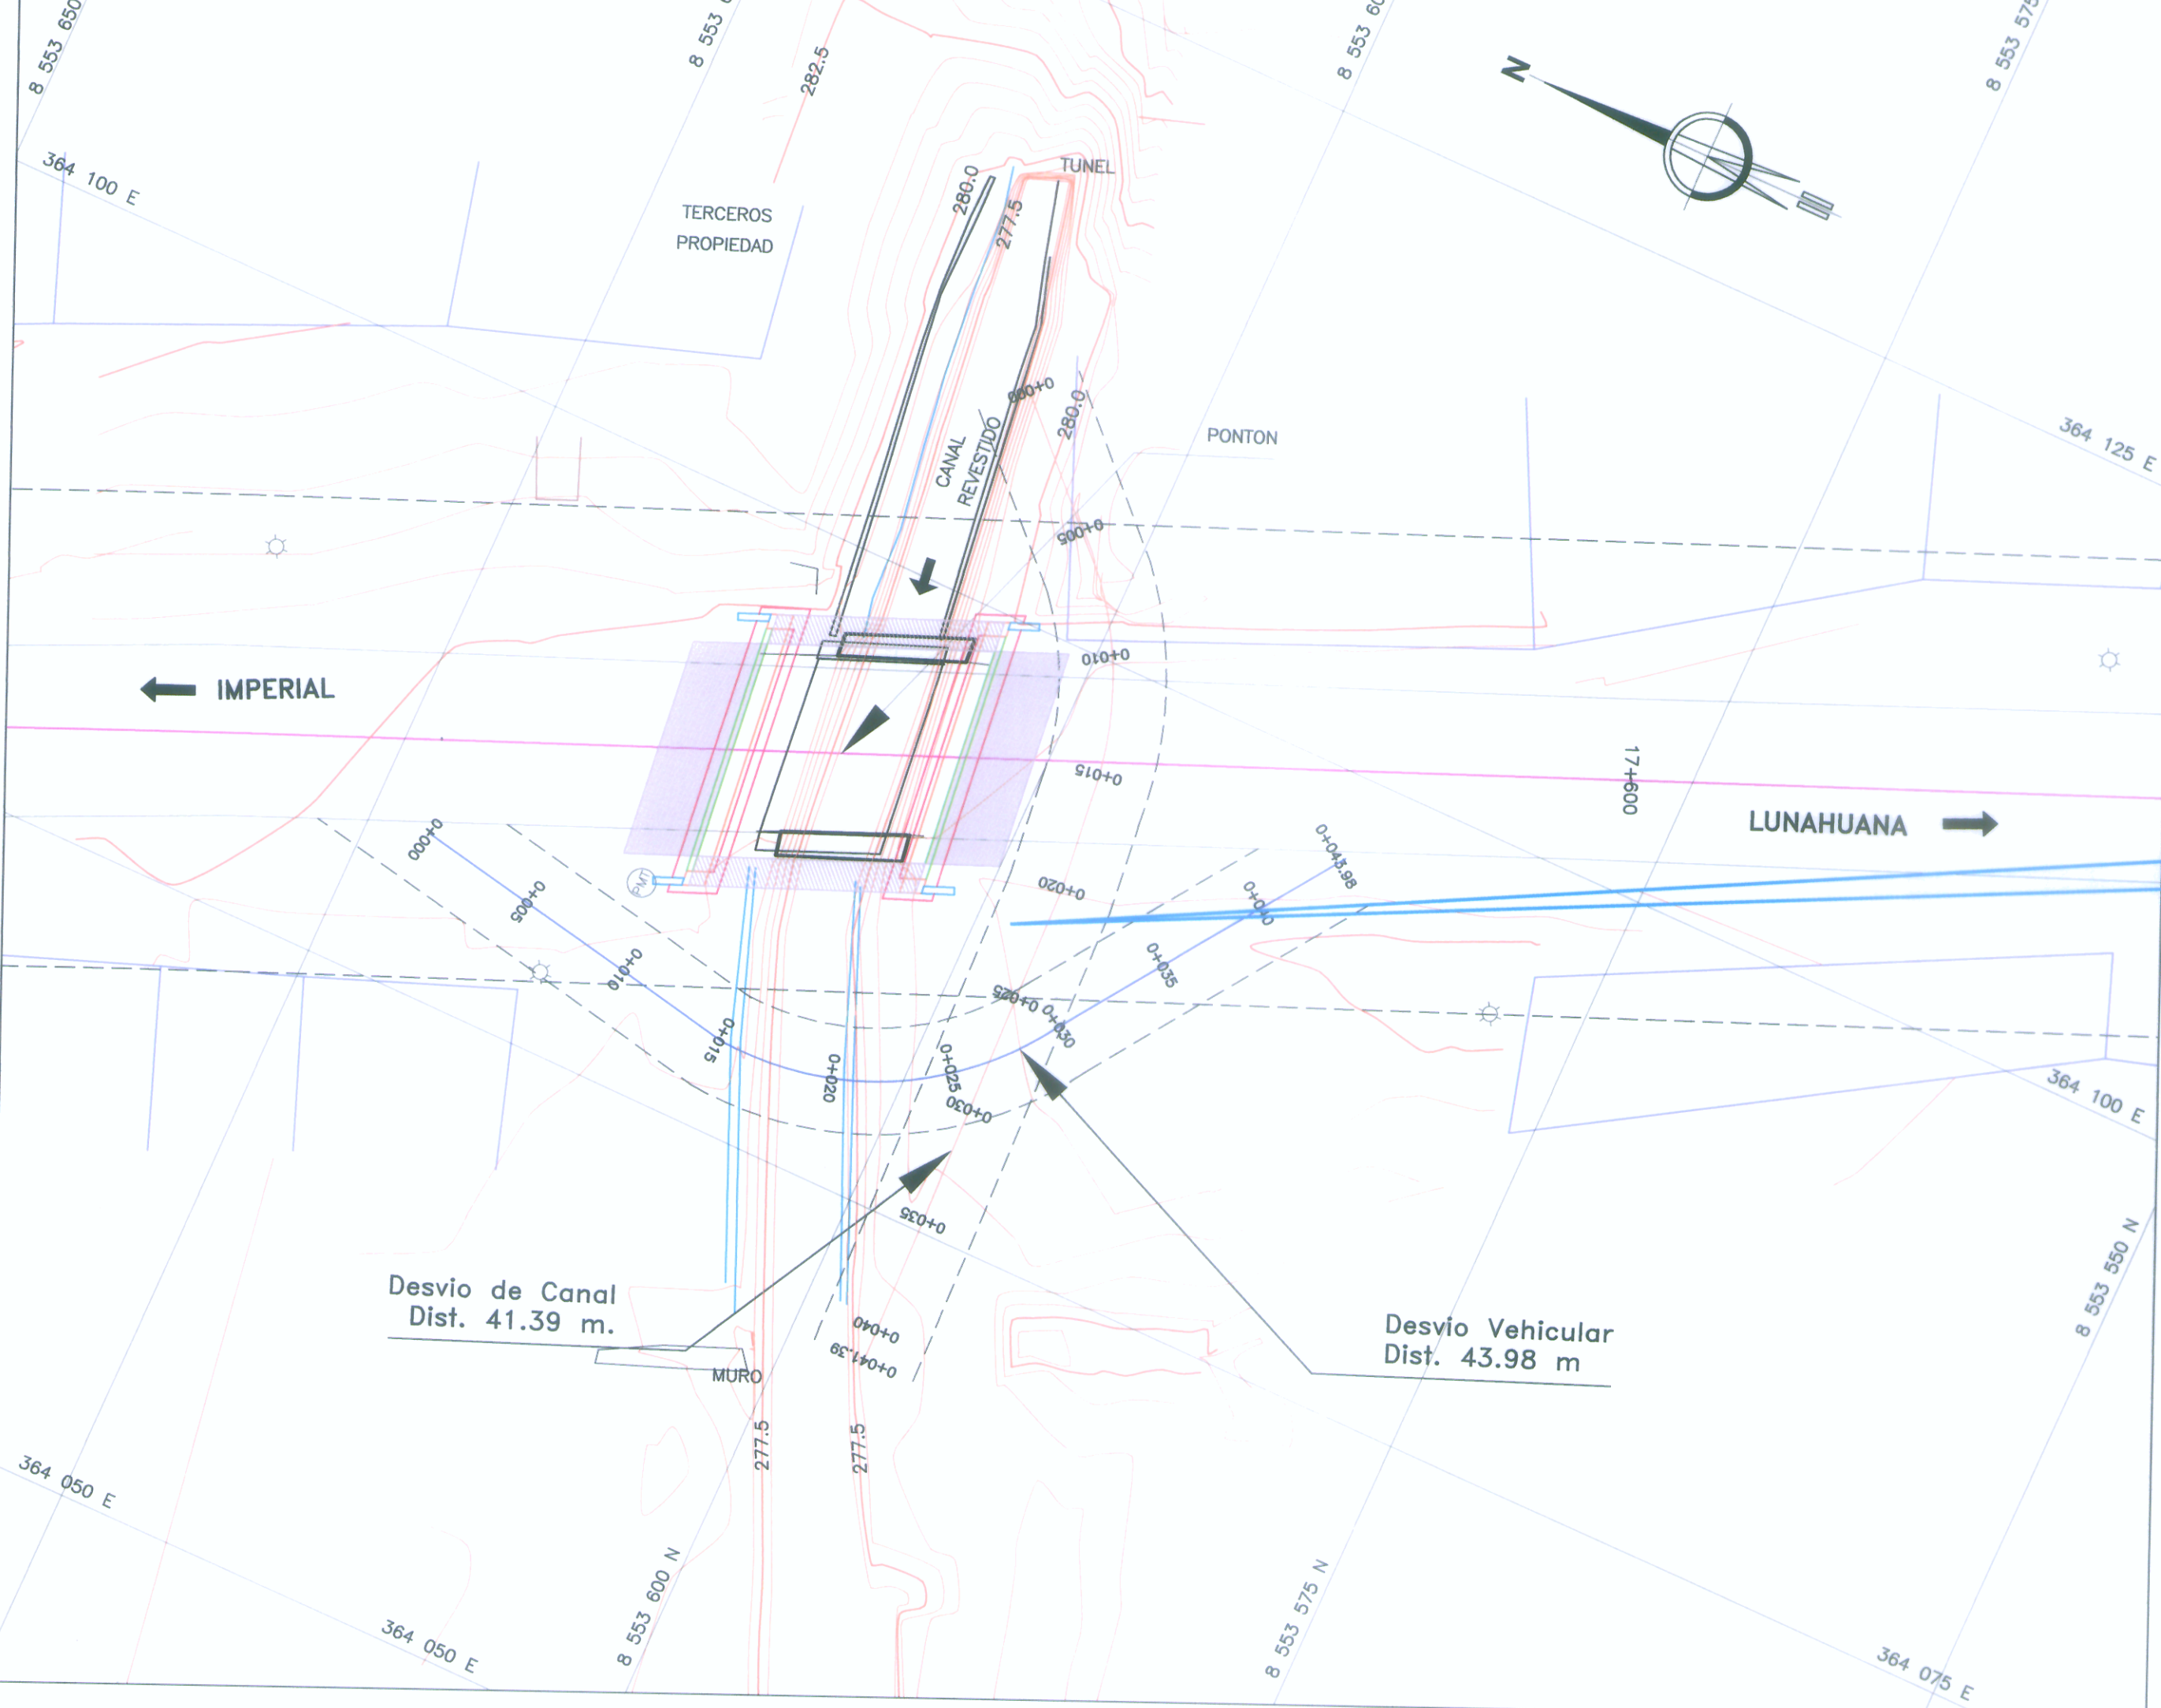 8 553 650
8 553 6
8 553 60
8 553 575
282.5
N
364 100 E
TUNEL
280.0
277.5
TERCEROS
PROPIEDAD
0+000
280.0
PONTON
CANAL
REVESTIDO
364 125 E
0+005
0+010
IMPERIAL
0+015
17+600
LUNAHUANA
0+000
PMT
0+005
0+020
0+043.98
0+040
0+010
0+035
0+025
0+030
0+015
0+020
0+025
0+030
364 100 E
0+035
Desvio de Canal
Dist. 41.39 m.
0+040
0+041.39
MURO
Desvio Vehicular
Dist. 43.98 m
8 553 550 N
277.5
277.5
364 050 E
364 050 E
8 553 600 N
8 553 575 N
364 075 E